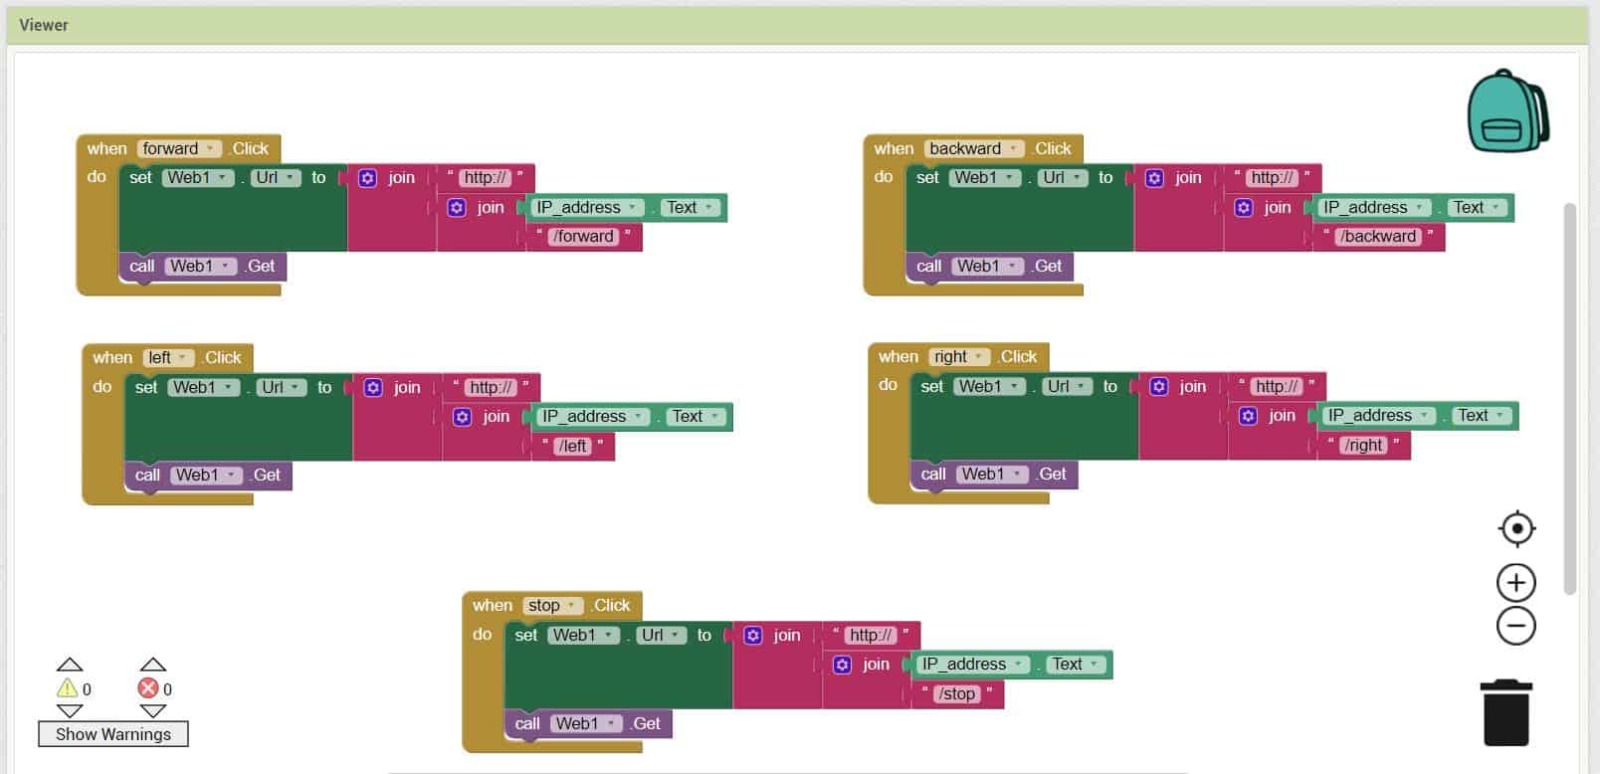 Viewer
when forward .Click
do set Web1 . Url to join " http:// "
join IP_address . Text
" /forward "
call Web1 .Get
when backward .Click
do set Web1 . Url to join " http:// "
join IP_address . Text
" /backward "
call Web1 .Get
when left .Click
do set Web1 . Url to join " http:// "
join IP_address . Text
" /left "
call Web1 .Get
when right .Click
do set Web1 . Url to join " http:// "
join IP_address . Text
" /right "
call Web1 .Get
when stop .Click
do set Web1 . Url to join " http:// "
join IP_address . Text
" /stop "
call Web1 .Get
0 0
Show Warnings